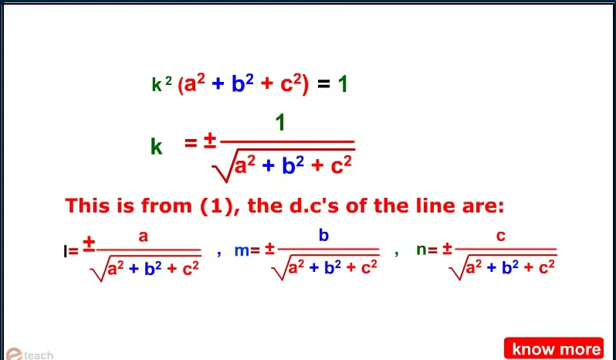 k² (a² + b² + c²) = 1
k = ± 1 / √(a² + b² + c²)
This is from (1), the d.c's of the line are:
l= ± a / √(a² + b² + c²) , m= ± b / √(a² + b² + c²) , n= ± c / √(a² + b² + c²)
eteach
know more